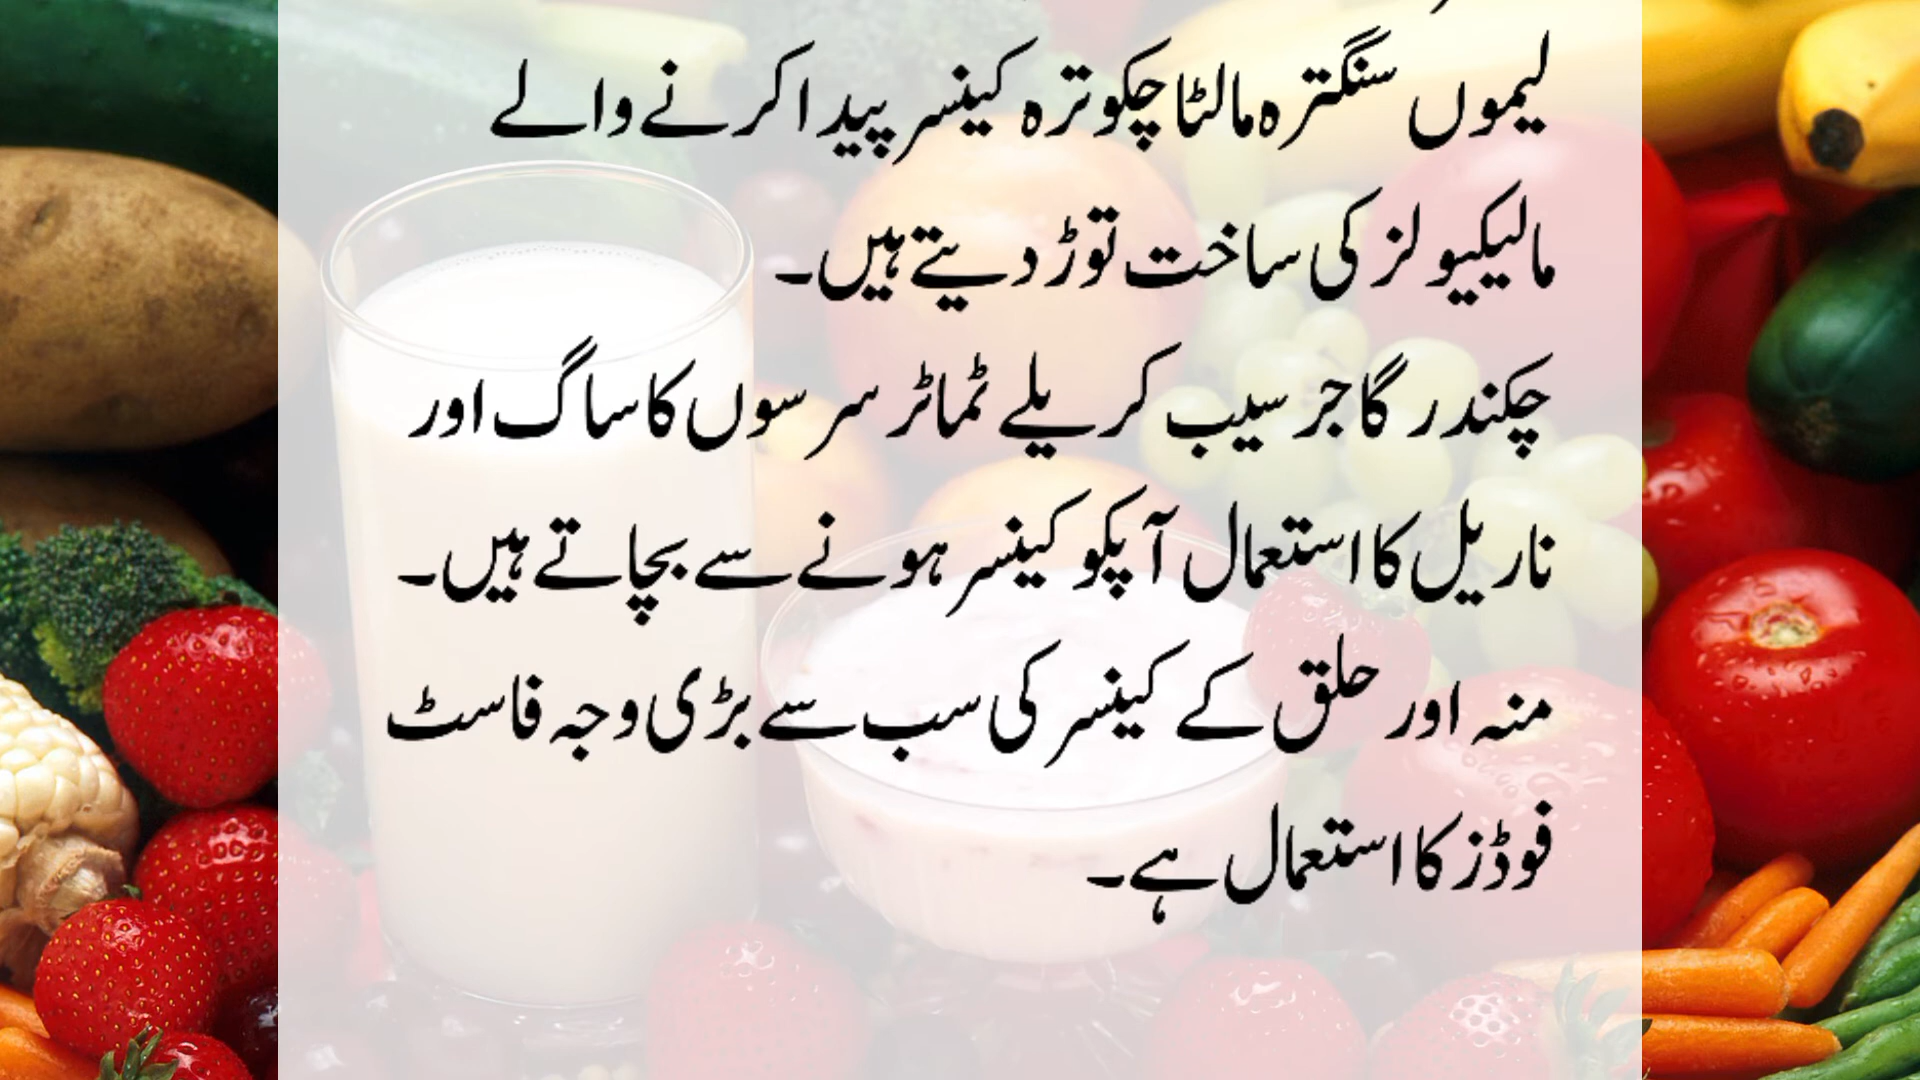 لیموں سنگترہ مالٹا چکوترہ کینسر پیدا کرنے والے
مالیکیولز کی ساخت توڑ دیتے ہیں۔
چکندر گاجر سیب کریلے ٹماٹر سرسوں کا ساگ اور
ناریل کا استعمال آپکو کینسر ہونے سے بچاتے ہیں۔
منہ اور حلق کے کینسر کی سب سے بڑی وجہ فاسٹ
فوڈز کا استعمال ہے۔